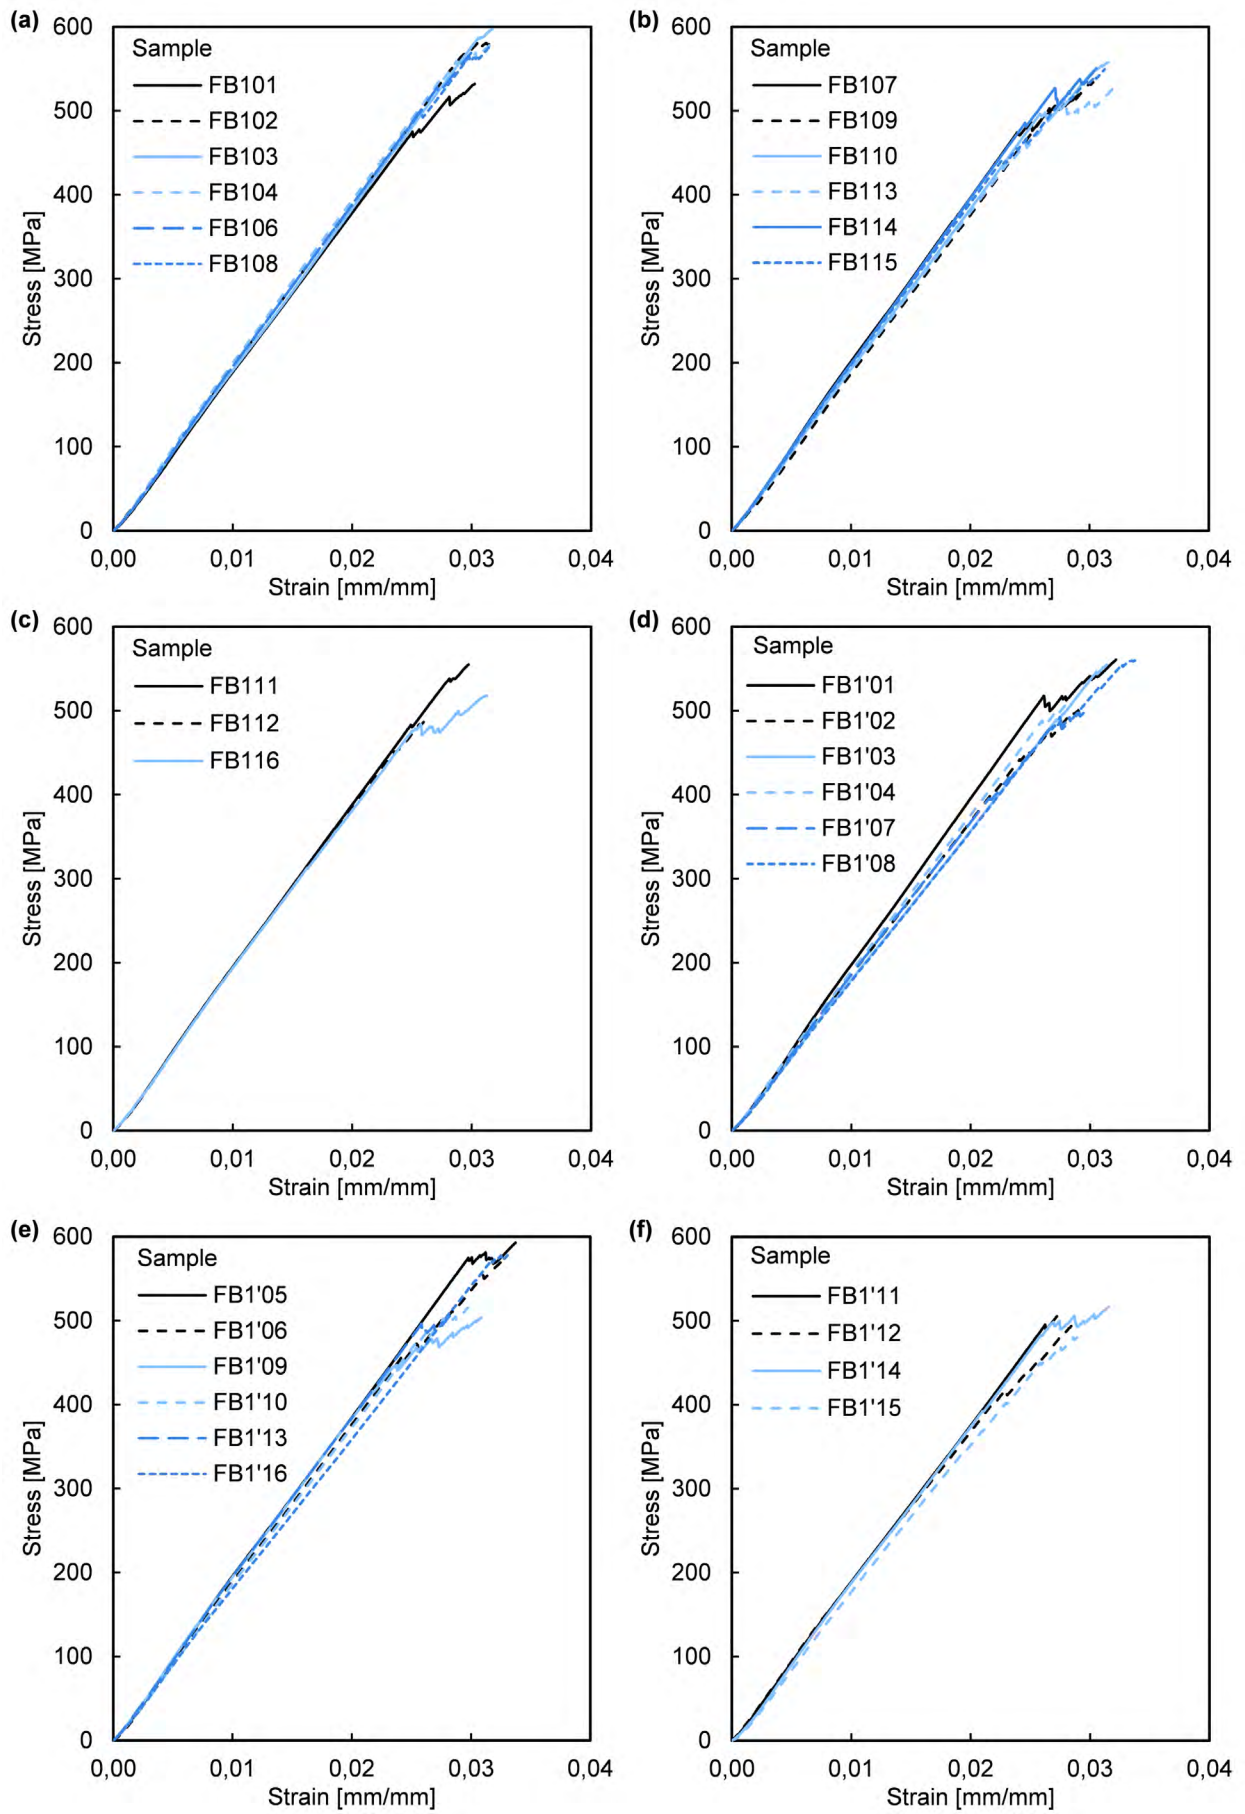 (a)
600
500
400
300
200
100
0
Stress [MPa]
Sample
FB101
FB102
FB103
FB104
FB106
FB108
0,00 0,01 0,02 0,03 0,04
Strain [mm/mm]
(b)
600
500
400
300
200
100
0
Stress [MPa]
Sample
FB107
FB109
FB110
FB113
FB114
FB115
0,00 0,01 0,02 0,03 0,04
Strain [mm/mm]
(c)
600
500
400
300
200
100
0
Stress [MPa]
Sample
FB111
FB112
FB116
0,00 0,01 0,02 0,03 0,04
Strain [mm/mm]
(d)
600
500
400
300
200
100
0
Stress [MPa]
Sample
FB1'01
FB1'02
FB1'03
FB1'04
FB1'07
FB1'08
0,00 0,01 0,02 0,03 0,04
Strain [mm/mm]
(e)
600
500
400
300
200
100
0
Stress [MPa]
Sample
FB1'05
FB1'06
FB1'09
FB1'10
FB1'13
FB1'16
0,00 0,01 0,02 0,03 0,04
Strain [mm/mm]
(f)
600
500
400
300
200
100
0
Stress [MPa]
Sample
FB1'11
FB1'12
FB1'14
FB1'15
0,00 0,01 0,02 0,03 0,04
Strain [mm/mm]